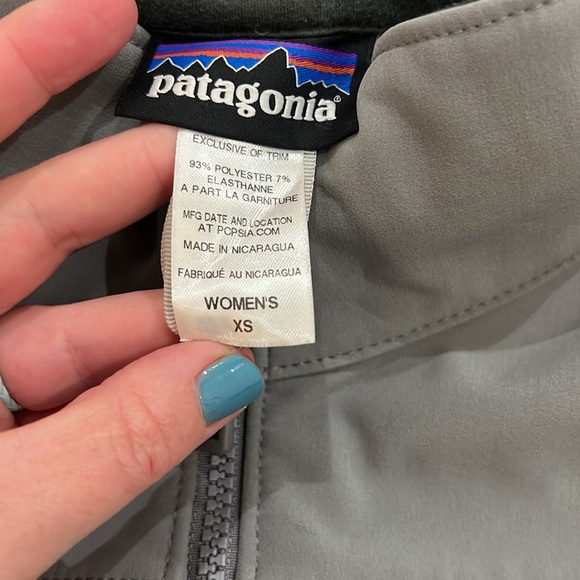 patagonia®
EXCLUSIVE OF TRIM
93% POLYESTER 7%
ELASTHANNE
A PART LA GARNITURE
MFG DATE AND LOCATION
AT PCPSIA.COM
MADE IN NICARAGUA
FABRIQUÉ AU NICARAGUA
WOMEN'S
XS